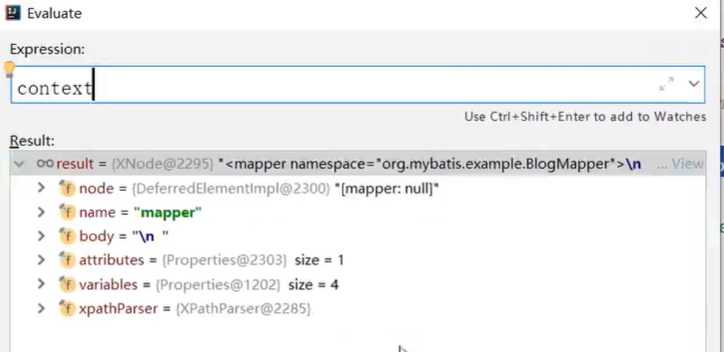 Evaluate
Expression:
context
Use Ctrl+Shift+Enter to add to Watches
Result:
result = {XNode@2295} "<mapper namespace="org.mybatis.example.BlogMapper">\n ... View
node = {DeferredElementImpl@2300} "[mapper: null]"
name = "mapper"
body = "\n "
attributes = {Properties@2303} size = 1
variables = {Properties@1202} size = 4
xpathParser = {XPathParser@2285}